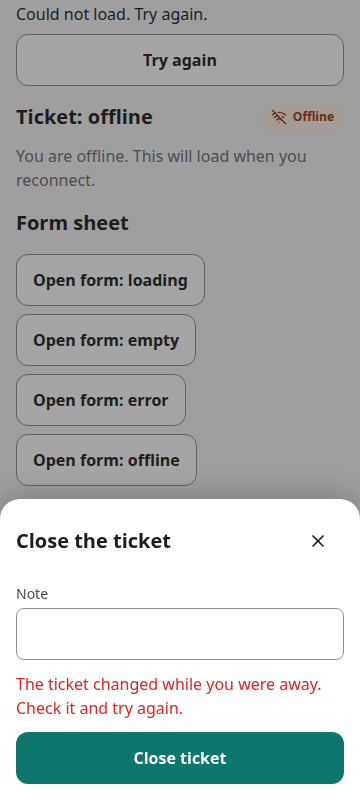 Could not load. Try again.
Try again
Ticket: offline
Offline
You are offline. This will load when you
reconnect.
Form sheet
Open form: loading
Open form: empty
Open form: error
Open form: offline
Close the ticket
Note
The ticket changed while you were away.
Check it and try again.
Close ticket